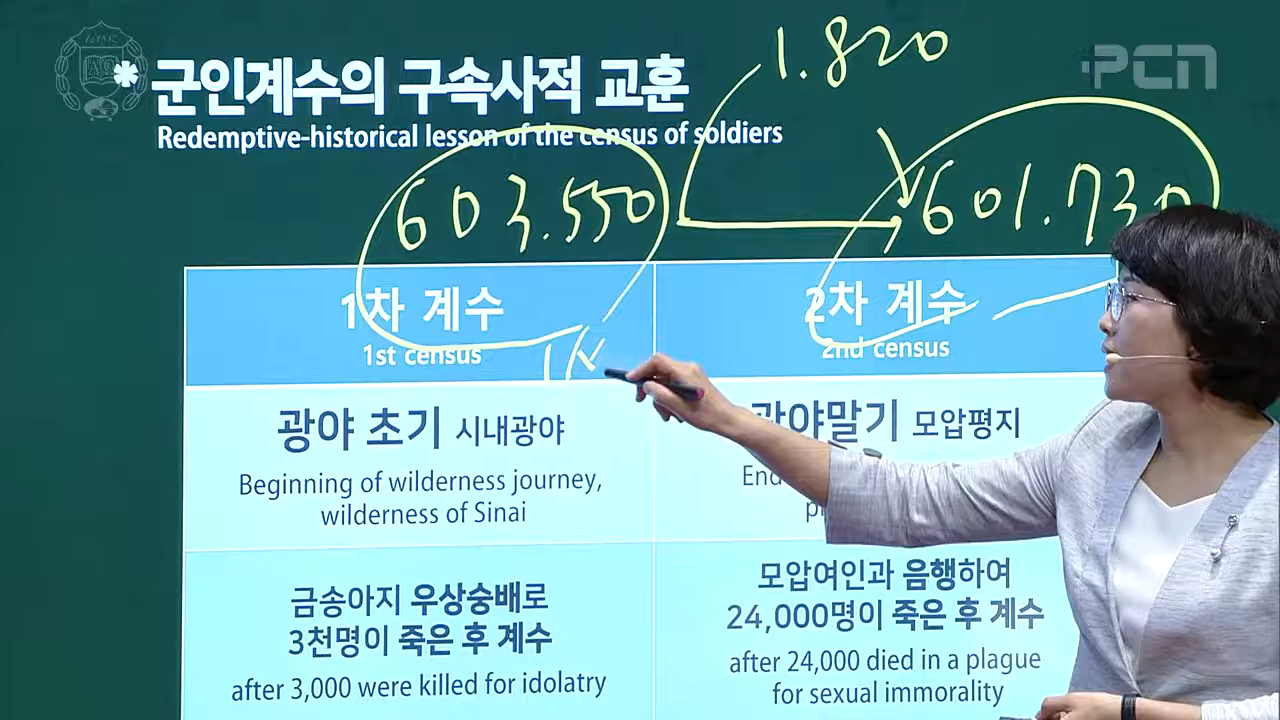 1.820
PCN
* 군인계수의 구속사적 교훈
Redemptive-historical lesson of the census of soldiers
603.550
601.730
1차 계수
1st census
2차 계수
2nd census
광야 초기 시내광야
Beginning of wilderness journey,
wilderness of Sinai
광야말기 모압평지
End
금송아지 우상숭배로
3천명이 죽은 후 계수
after 3,000 were killed for idolatry
모압여인과 음행하여
24,000명이 죽은 후 계수
after 24,000 died in a plague
for sexual immorality